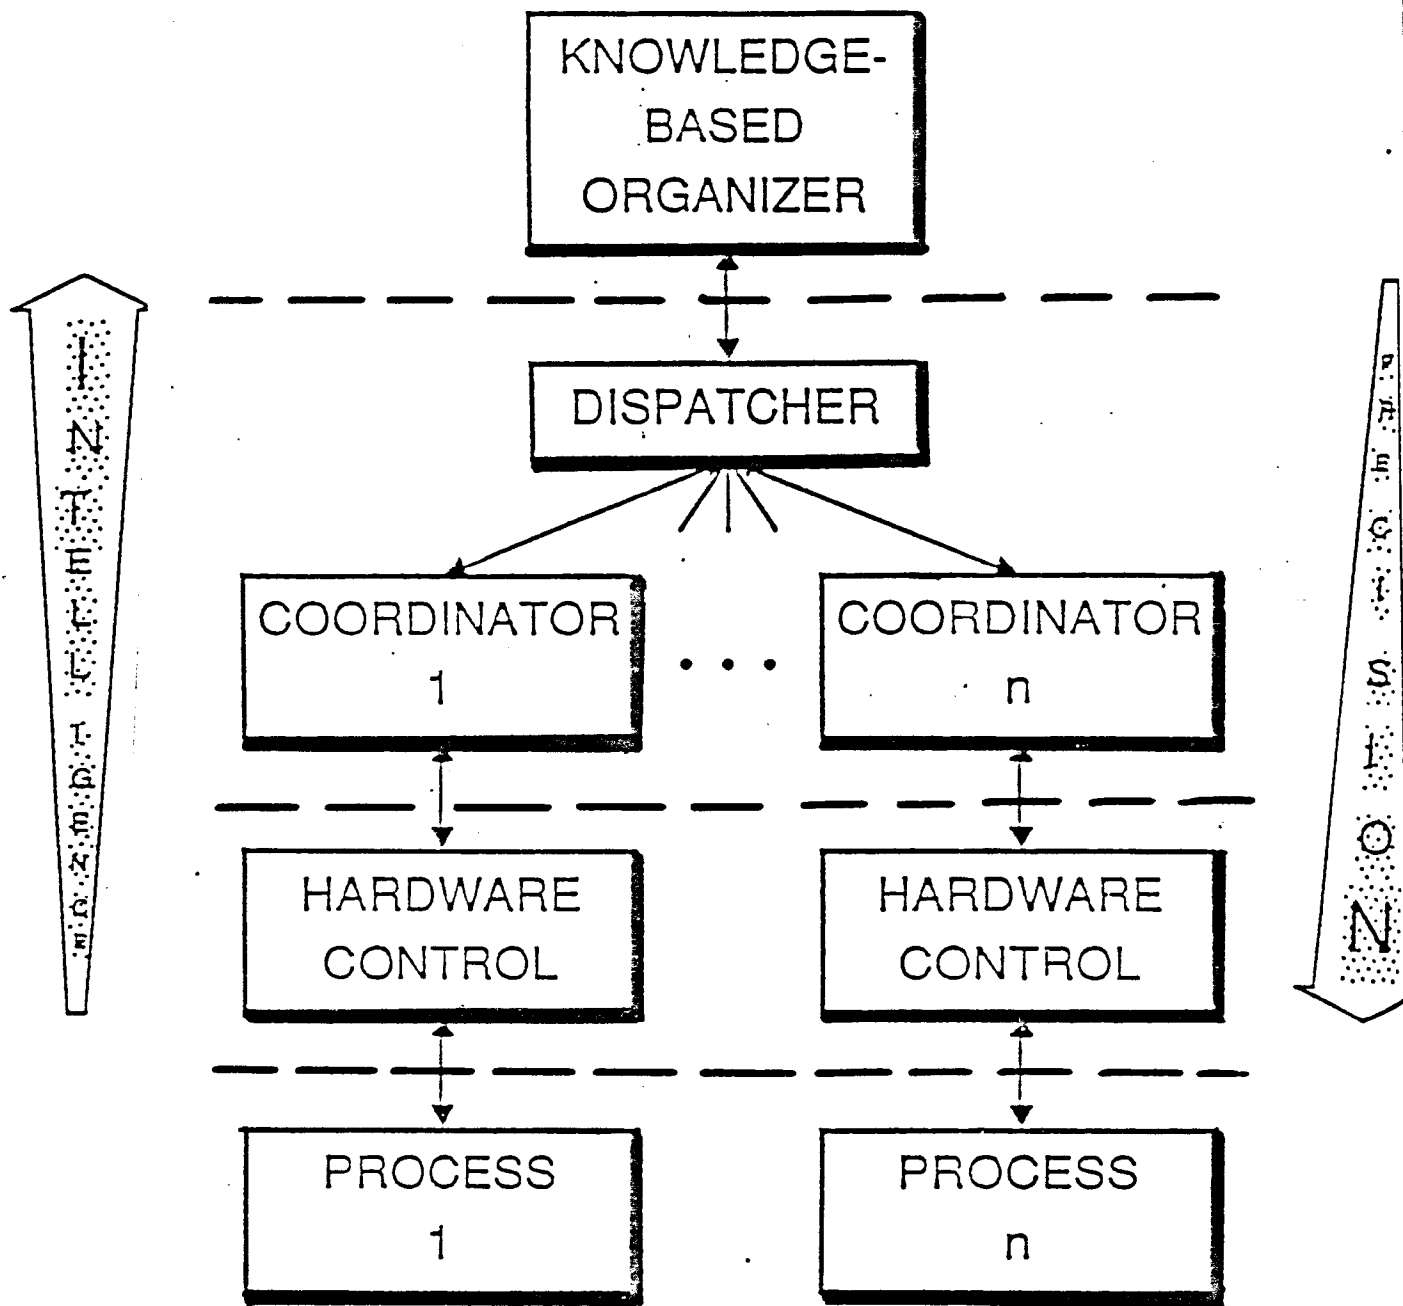 KNOWLEDGE-
BASED
ORGANIZER
DISPATCHER
COORDINATOR
1
. . .
COORDINATOR
n
HARDWARE
CONTROL
HARDWARE
CONTROL
PROCESS
1
PROCESS
n
INTELLIGENCE
PRECISION